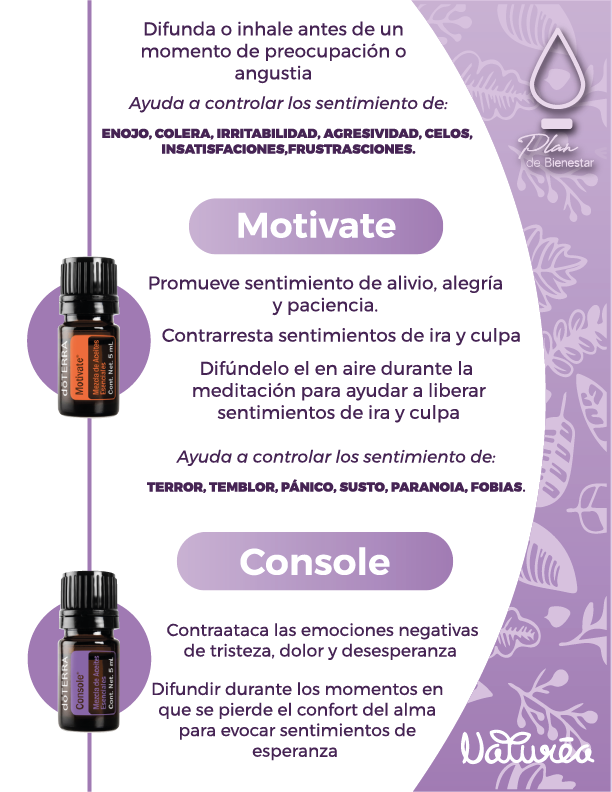 Difunda o inhale antes de un
momento de preocupación o
angustia
Ayuda a controlar los sentimiento de:
ENOJO, COLERA, IRRITABILIDAD, AGRESIVIDAD, CELOS,
INSATISFACIONES,FRUSTRASCIONES.
Plan
de Bienestar
Motivate
Promueve sentimiento de alivio, alegría
y paciencia.
Contrarresta sentimientos de ira y culpa
Difúndelo el en aire durante la
meditación para ayudar a liberar
sentimientos de ira y culpa
dōTERRA
Motivate™
Mezcla de Aceites
Esenciales
Cont. Net. 5 mL
Ayuda a controlar los sentimiento de:
TERROR, TEMBLOR, PÁNICO, SUSTO, PARANOIA, FOBIAS.
Console
Contraataca las emociones negativas
de tristeza, dolor y desesperanza
Difundir durante los momentos en
que se pierde el confort del alma
para evocar sentimientos de
esperanza
dōTERRA
Console™
Mezcla de Aceites
Esenciales
Cont. Net. 5 mL
Naturēa